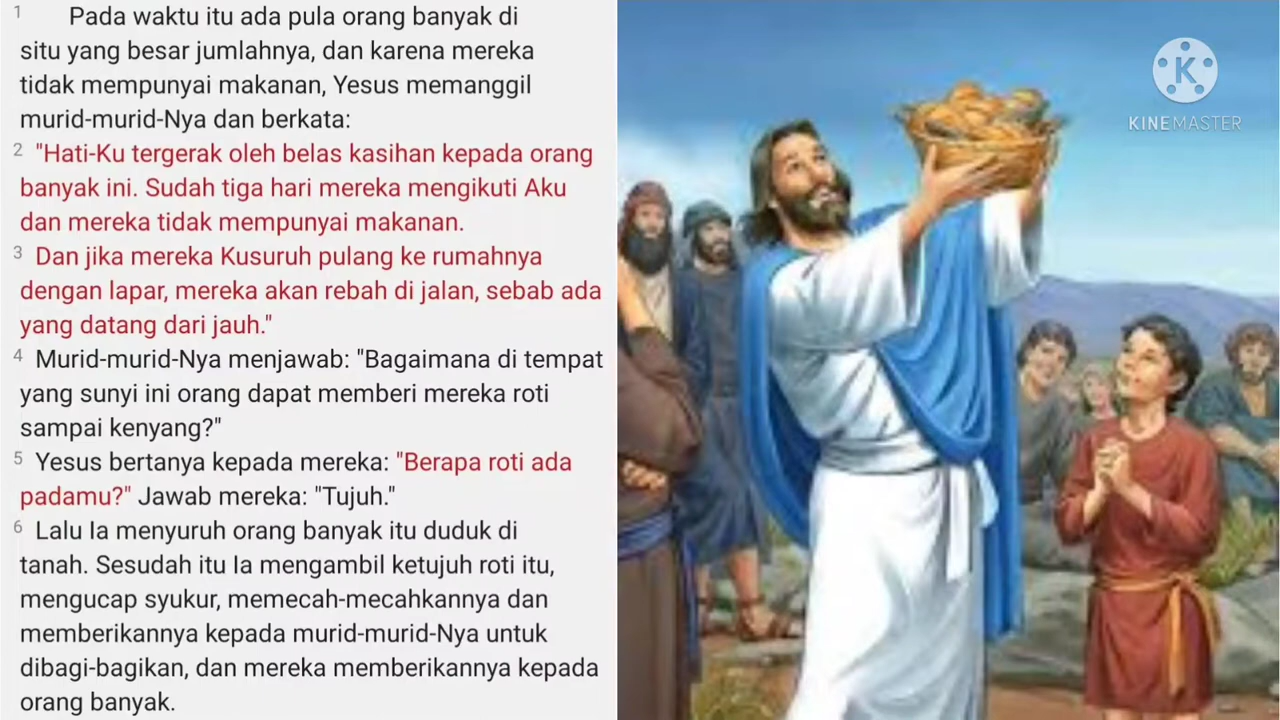 1 Pada waktu itu ada pula orang banyak di
situ yang besar jumlahnya, dan karena mereka
tidak mempunyai makanan, Yesus memanggil
murid-murid-Nya dan berkata:
2 "Hati-Ku tergerak oleh belas kasihan kepada orang
banyak ini. Sudah tiga hari mereka mengikuti Aku
dan mereka tidak mempunyai makanan.
3 Dan jika mereka Kusuruh pulang ke rumahnya
dengan lapar, mereka akan rebah di jalan, sebab ada
yang datang dari jauh."
4 Murid-murid-Nya menjawab: "Bagaimana di tempat
yang sunyi ini orang dapat memberi mereka roti
sampai kenyang?"
5 Yesus bertanya kepada mereka: "Berapa roti ada
padamu?" Jawab mereka: "Tujuh."
6 Lalu Ia menyuruh orang banyak itu duduk di
tanah. Sesudah itu Ia mengambil ketujuh roti itu,
mengucap syukur, memecah-mecahkannya dan
memberikannya kepada murid-murid-Nya untuk
dibagi-bagikan, dan mereka memberikannya kepada
orang banyak.
K
KINEMASTER